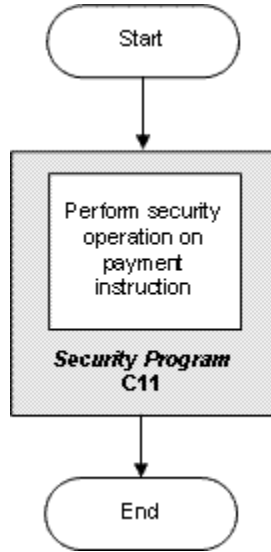 Start
Perform security
operation on
payment
instruction
Security Program
C11
End